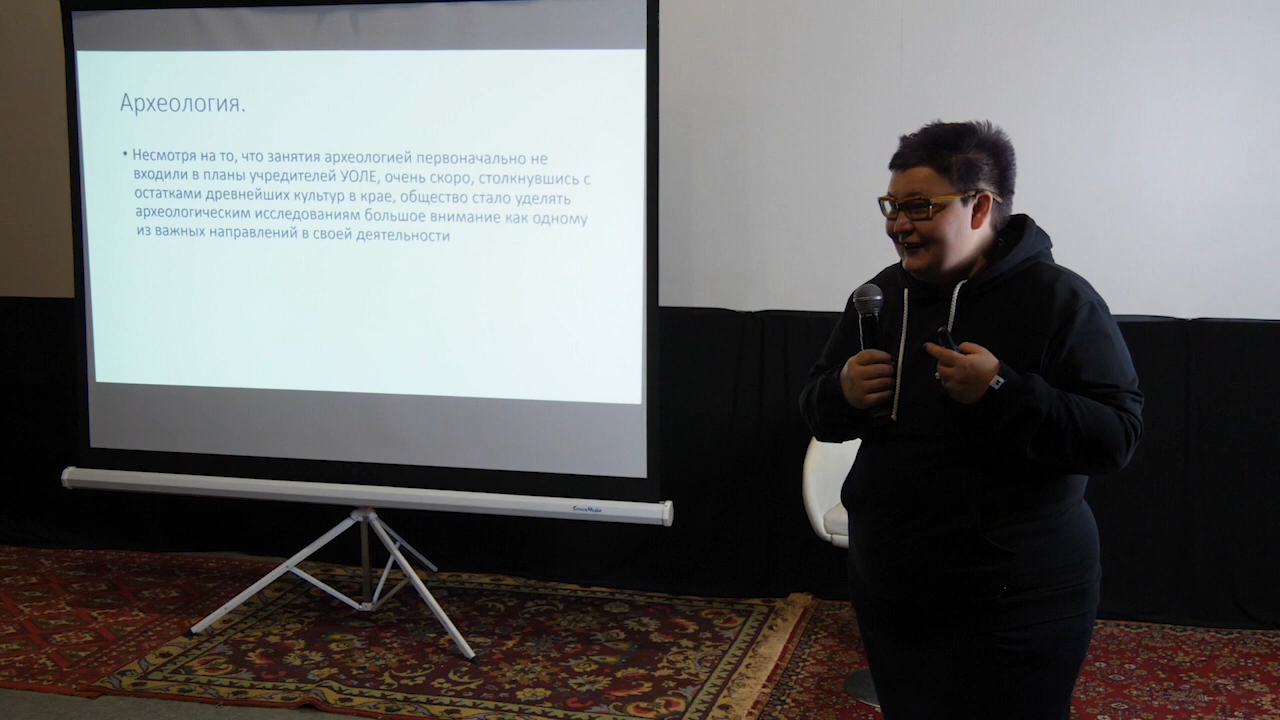 Археология.
• Несмотря на то, что занятия археологией первоначально не
входили в планы учредителей УОЛЕ, очень скоро, столкнувшись с
остатками древнейших культур в крае, общество стало уделять
археологическим исследованиям большое внимание как одному
из важных направлений в своей деятельности